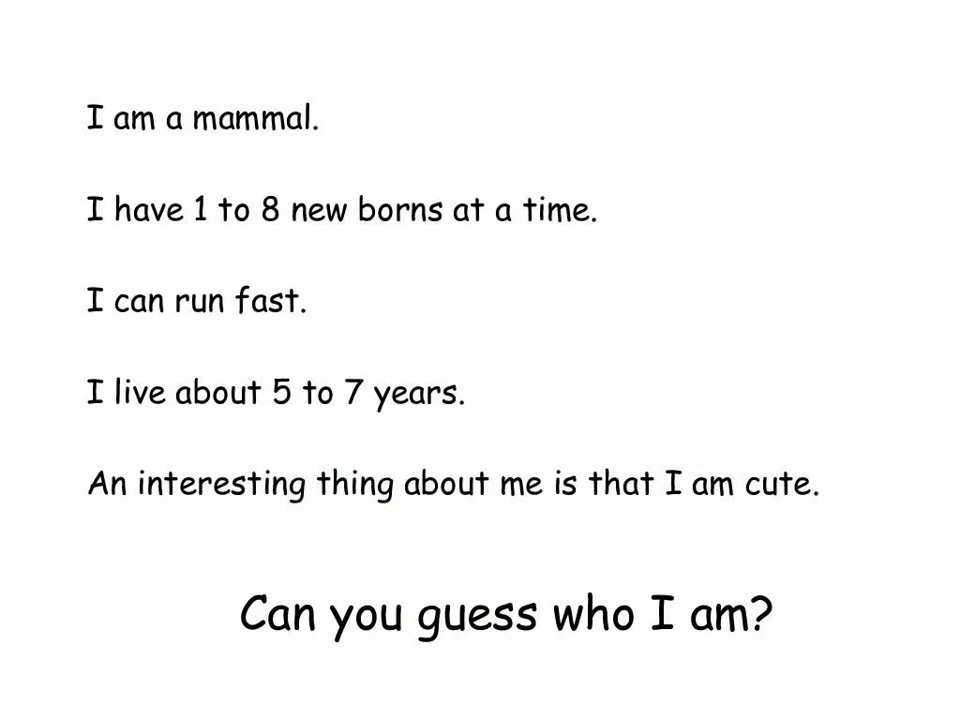 I am a mammal.
I have 1 to 8 new borns at a time.
I can run fast.
I live about 5 to 7 years.
An interesting thing about me is that I am cute.
Can you guess who I am?